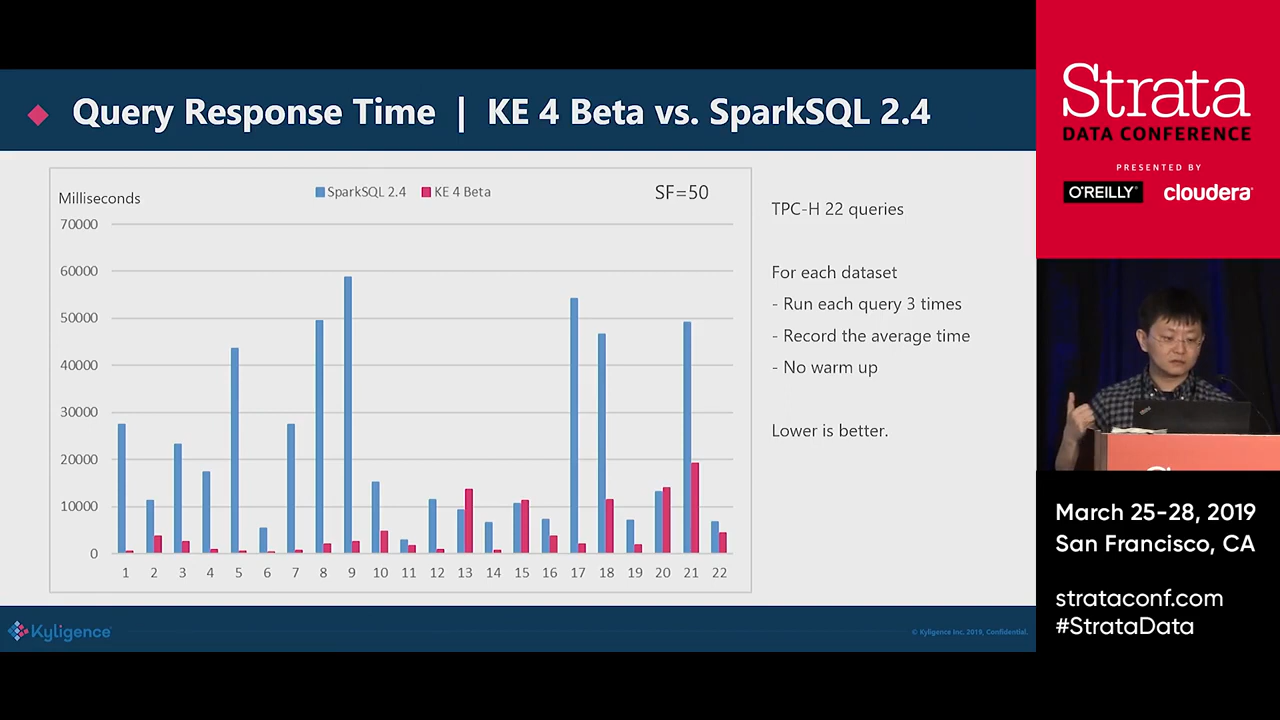 Query Response Time | KE 4 Beta vs. SparkSQL 2.4
Milliseconds
SparkSQL 2.4 KE 4 Beta
SF=50
70000
60000
50000
40000
30000
20000
10000
0
1 2 3 4 5 6 7 8 9 10 11 12 13 14 15 16 17 18 19 20 21 22
TPC-H 22 queries
For each dataset
- Run each query 3 times
- Record the average time
- No warm up
Lower is better.
Kyligence
© Kyligence Inc. 2019, Confidential.
Strata
DATA CONFERENCE
PRESENTED BY
O'REILLY® cloudera
March 25-28, 2019
San Francisco, CA
strataconf.com
#StrataData